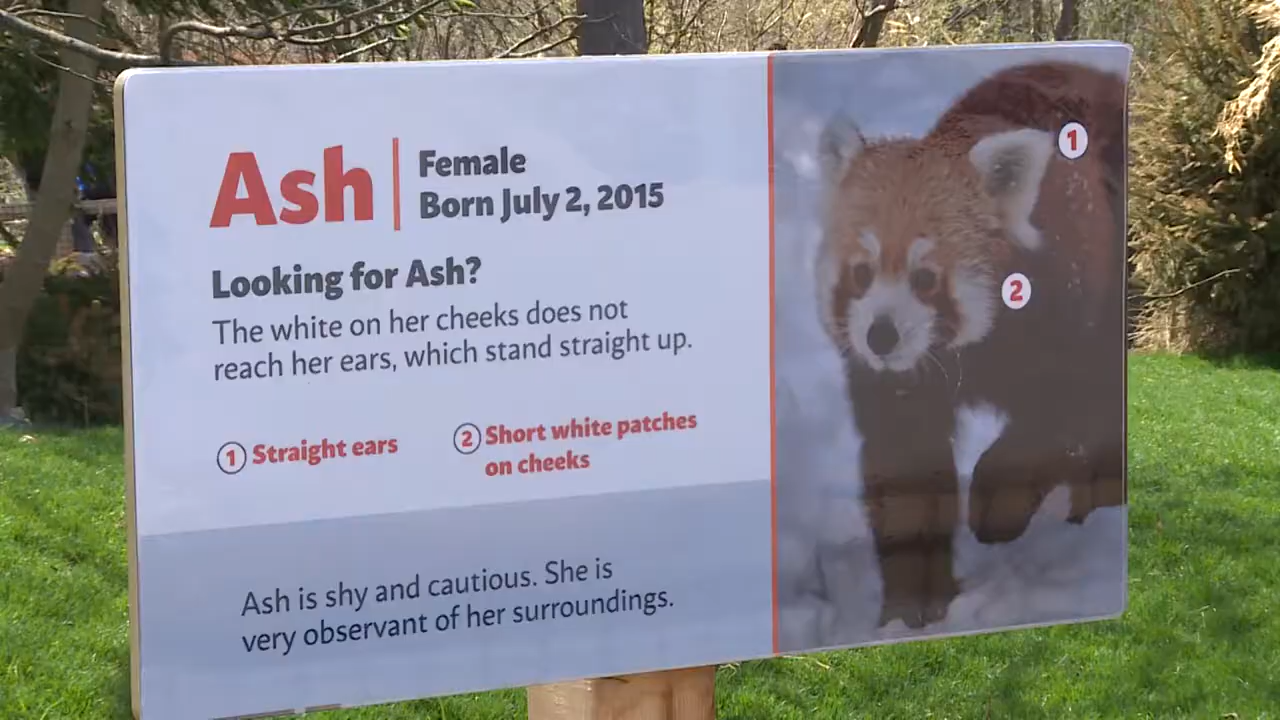 Ash
Female
Born July 2, 2015
Looking for Ash?
The white on her cheeks does not
reach her ears, which stand straight up.
1 Straight ears
2 Short white patches
on cheeks
Ash is shy and cautious. She is
very observant of her surroundings.
1
2